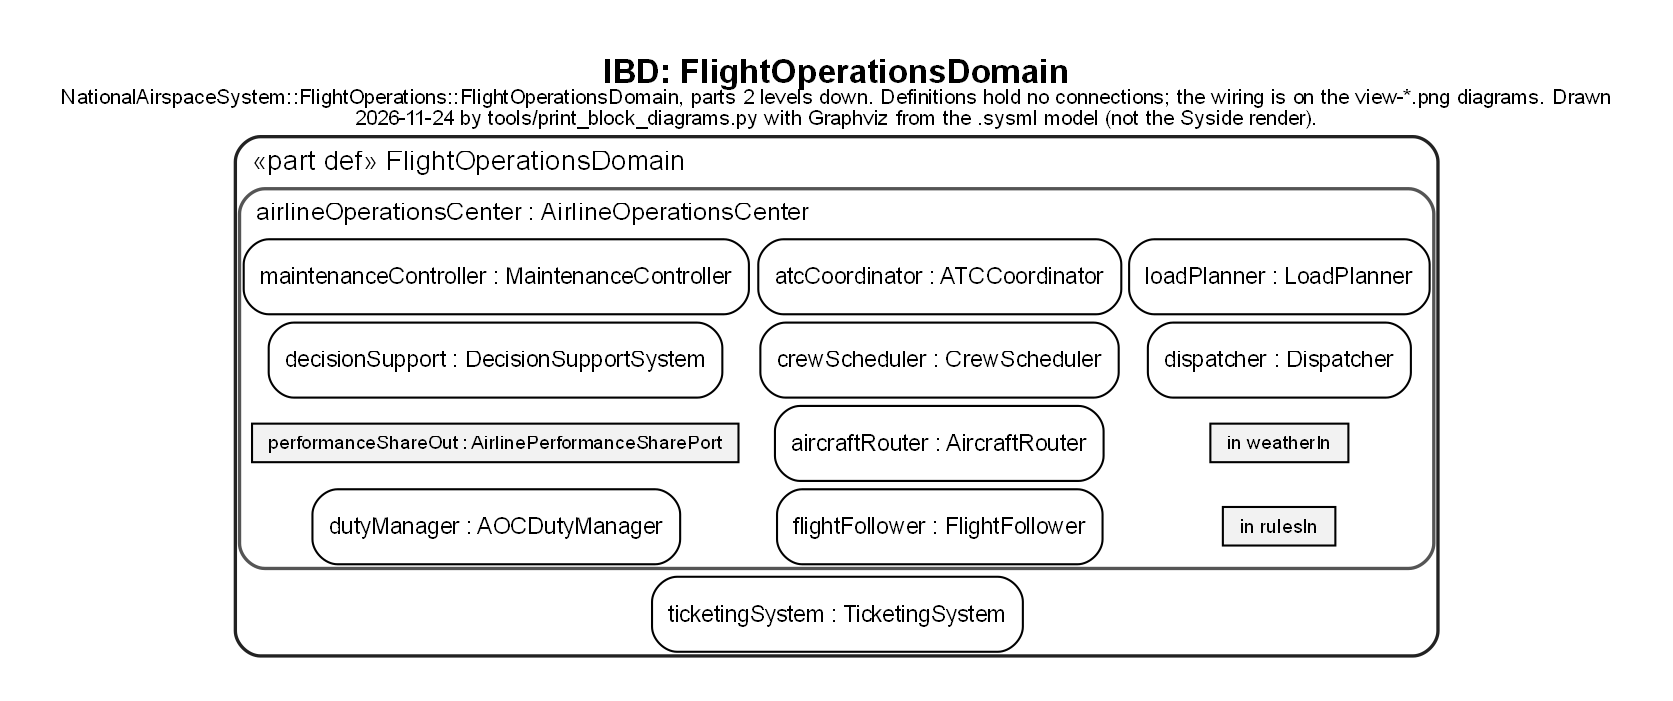 IBD: FlightOperationsDomain
NationalAirspaceSystem::FlightOperations::FlightOperationsDomain, parts 2 levels down. Definitions hold no connections; the wiring is on the view-*.png diagrams. Drawn
2026-11-24 by tools/print_block_diagrams.py with Graphviz from the .sysml model (not the Syside render).
«part def» FlightOperationsDomain
airlineOperationsCenter : AirlineOperationsCenter
maintenanceController : MaintenanceController
atcCoordinator : ATCCoordinator
loadPlanner : LoadPlanner
decisionSupport : DecisionSupportSystem
crewScheduler : CrewScheduler
dispatcher : Dispatcher
performanceShareOut : AirlinePerformanceSharePort
aircraftRouter : AircraftRouter
in weatherIn
dutyManager : AOCDutyManager
flightFollower : FlightFollower
in rulesIn
ticketingSystem : TicketingSystem